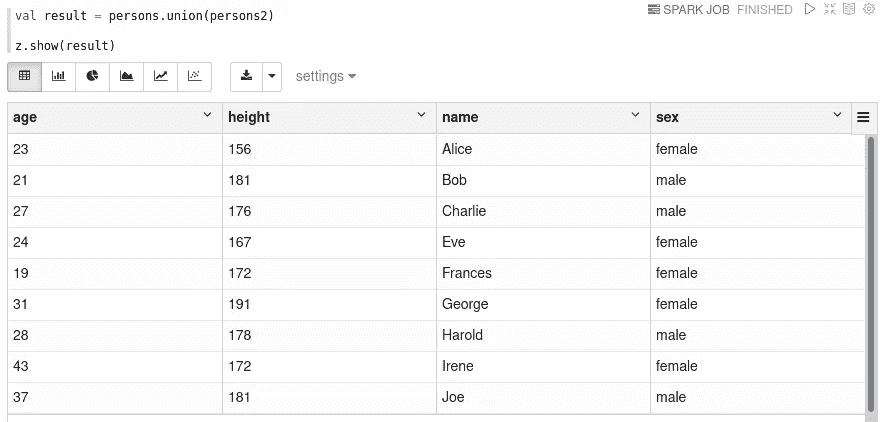 val result = persons.union(persons2)
SPARK JOB FINISHED
z.show(result)
settings
age height name sex
23 156 Alice female
21 181 Bob male
27 176 Charlie male
24 167 Eve female
19 172 Frances female
31 191 George female
28 178 Harold male
43 172 Irene female
37 181 Joe male